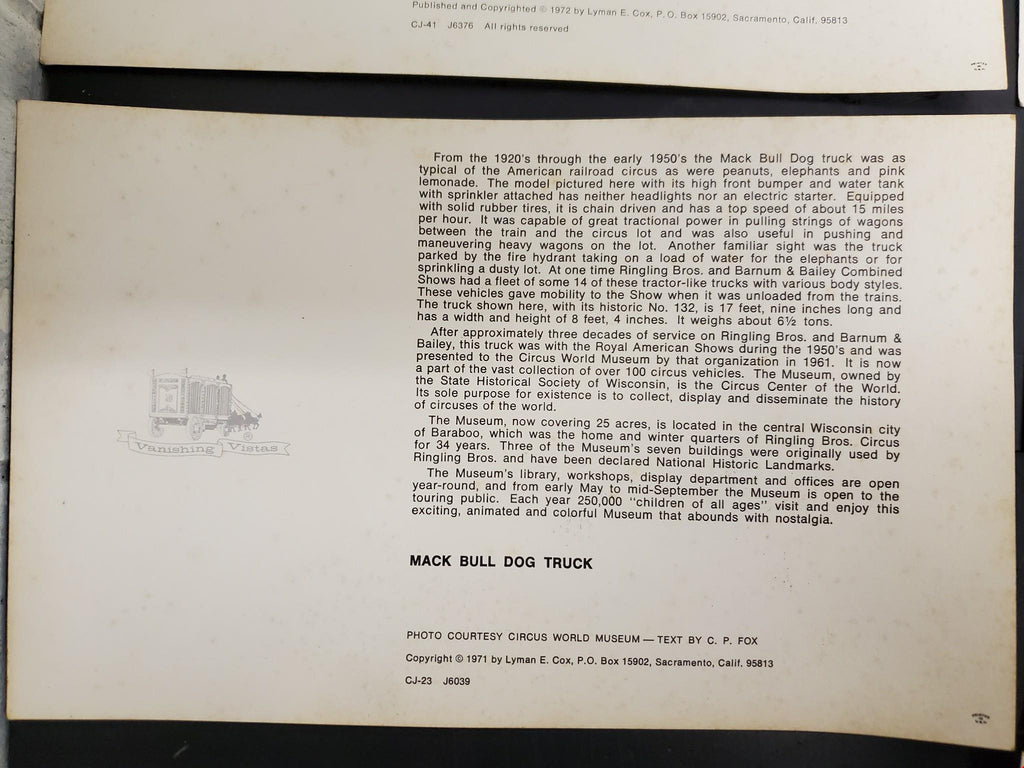 Published and Copyrighted © 1972 by Lyman E. Cox, P. O. Box 15902, Sacramento, Calif. 95813
CJ-41 J6376 All rights reserved
From the 1920's through the early 1950's the Mack Bull Dog truck was as
typical of the American railroad circus as were peanuts, elephants and pink
lemonade. The model pictured here with its high front bumper and water tank
with sprinkler attached has neither headlights nor an electric starter. Equipped
with solid rubber tires, it is chain driven and has a top speed of about 15 miles
per hour. It was capable of great tractional power in pulling strings of wagons
between the train and the circus lot and was also useful in pushing and
maneuvering heavy wagons on the lot. Another familiar sight was the truck
parked by the fire hydrant taking on a load of water for the elephants or for
sprinkling a dusty lot. At one time Ringling Bros. and Barnum & Bailey Combined
Shows had a fleet of some 14 of these tractor-like trucks with various body styles.
These vehicles gave mobility to the Show when it was unloaded from the trains.
The truck shown here, with its historic No. 132, is 17 feet, nine inches long and
has a width and height of 8 feet, 4 inches. It weighs about 6½ tons.
After approximately three decades of service on Ringling Bros. and Barnum &
Bailey, this truck was with the Royal American Shows during the 1950's and was
presented to the Circus World Museum by that organization in 1961. It is now
a part of the vast collection of over 100 circus vehicles. The Museum, owned by
the State Historical Society of Wisconsin, is the Circus Center of the World.
Its sole purpose for existence is to collect, display and disseminate the history
of circuses of the world.
The Museum, now covering 25 acres, is located in the central Wisconsin city
of Baraboo, which was the home and winter quarters of Ringling Bros. Circus
for 34 years. Three of the Museum's seven buildings were originally used by
Ringling Bros. and have been declared National Historic Landmarks.
The Museum's library, workshops, display department and offices are open
year-round, and from early May to mid-September the Museum is open to the
touring public. Each year 250,000 "children of all ages" visit and enjoy this
exciting, animated and colorful Museum that abounds with nostalgia.
Vanishing Vistas
MACK BULL DOG TRUCK
PHOTO COURTESY CIRCUS WORLD MUSEUM — TEXT BY C. P. FOX
Copyright © 1971 by Lyman E. Cox, P.O. Box 15902, Sacramento, Calif. 95813
CJ-23 J6039